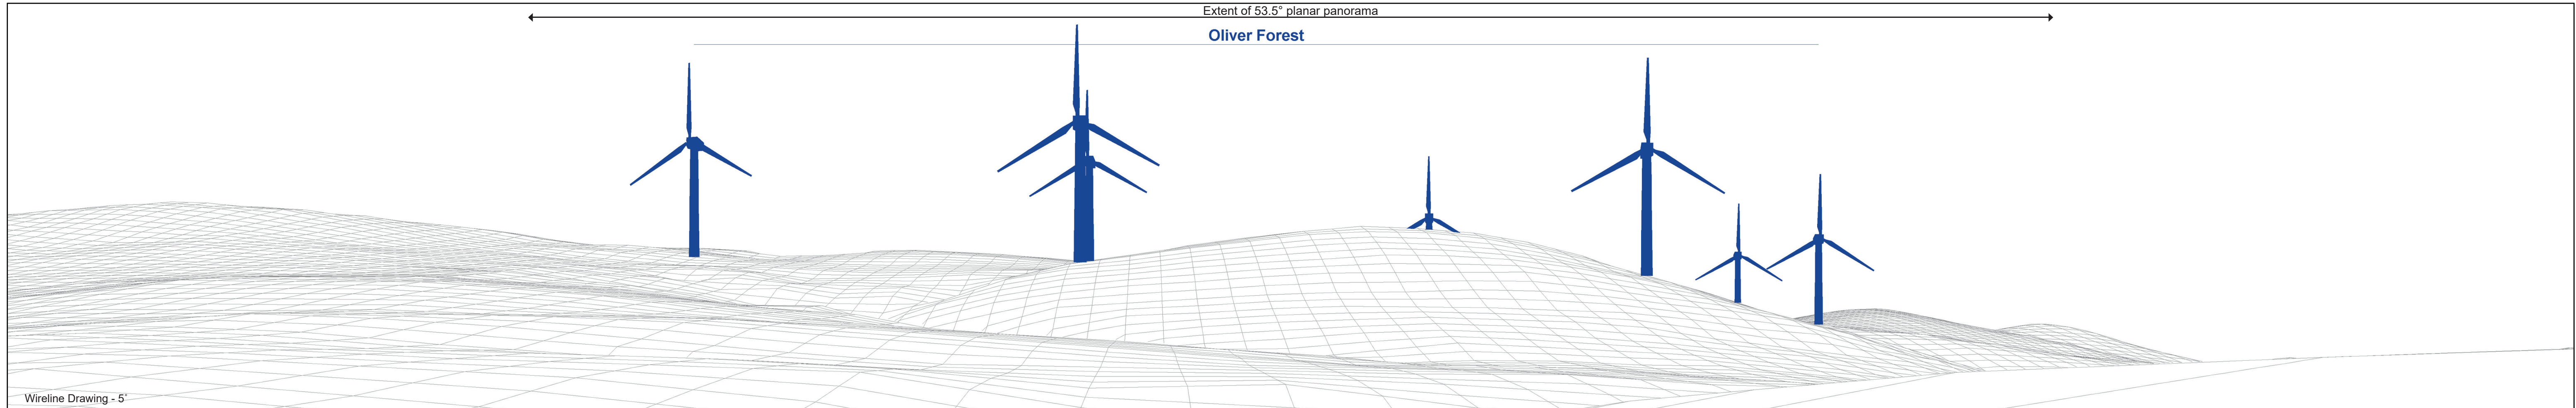 Extent of 53.5° planar panorama
Oliver Forest
Wireline Drawing - 5'